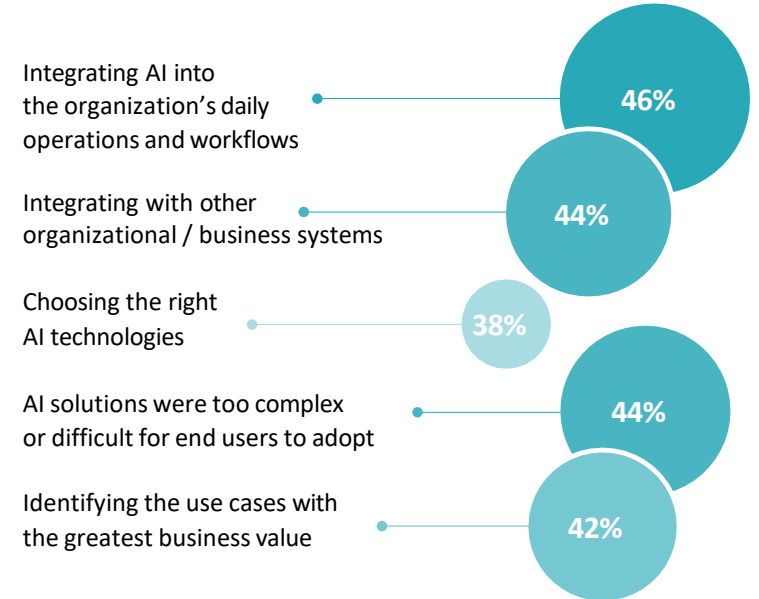 Integrating AI into
the organization’s daily
operations and workflows
46%
Integrating with other
organizational / business systems
44%
Choosing the right
AI technologies
38%
AI solutions were too complex
or difficult for end users to adopt
44%
Identifying the use cases with
the greatest business value
42%